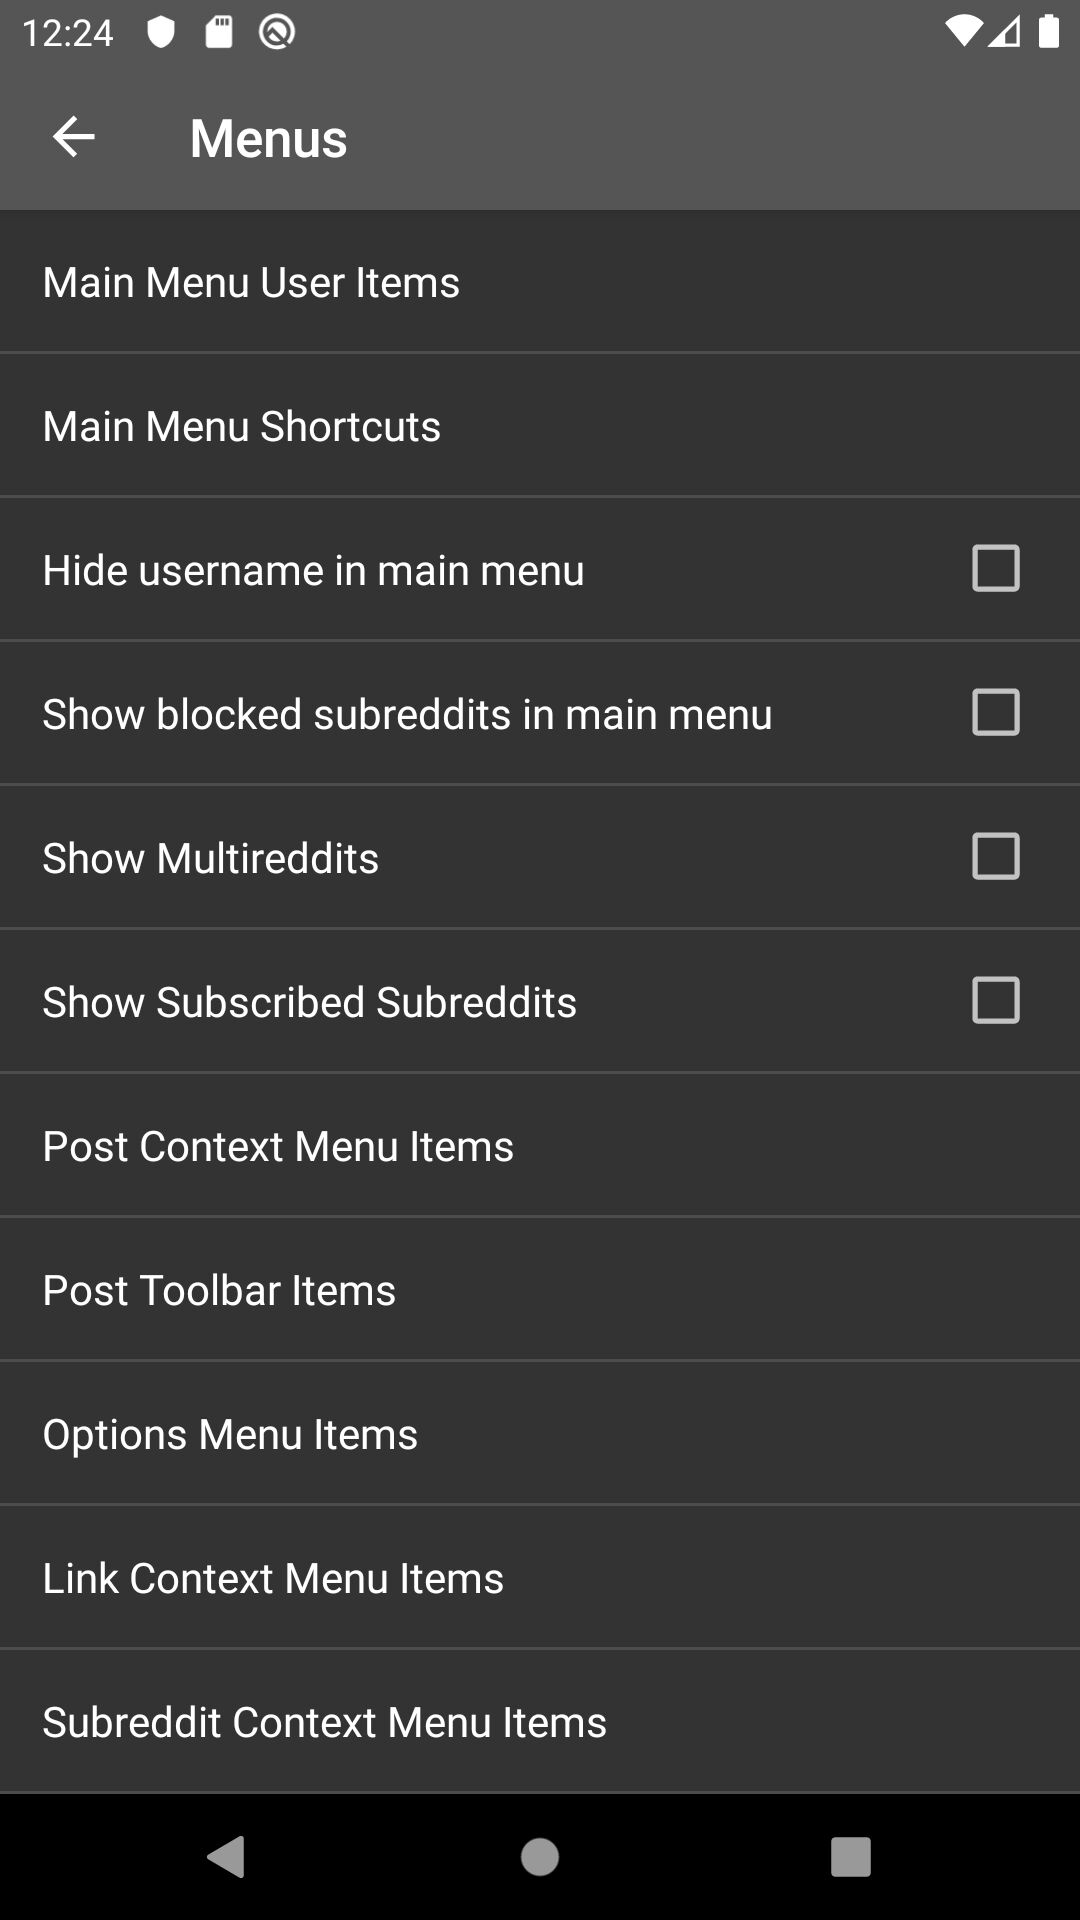 12:24
Menus
Main Menu User Items
Main Menu Shortcuts
Hide username in main menu
Show blocked subreddits in main menu
Show Multireddits
Show Subscribed Subreddits
Post Context Menu Items
Post Toolbar Items
Options Menu Items
Link Context Menu Items
Subreddit Context Menu Items